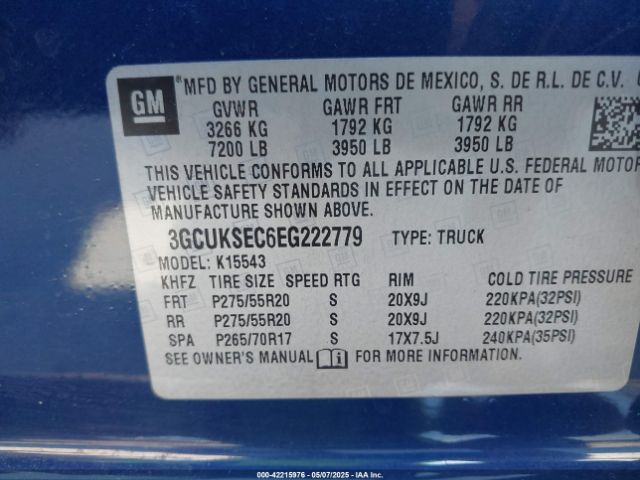 GM
® MFD BY GENERAL MOTORS DE MEXICO, S. DE R.L. DE C.V.
GVWR GAWR FRT GAWR RR
3266 KG 1792 KG 1792 KG
7200 LB 3950 LB 3950 LB
THIS VEHICLE CONFORMS TO ALL APPLICABLE U.S. FEDERAL MOTOR
VEHICLE SAFETY STANDARDS IN EFFECT ON THE DATE OF
MANUFACTURE SHOWN ABOVE.
3GCUKSEC6EG222779 TYPE: TRUCK
MODEL: K15543
KHFZ TIRE SIZE SPEED RTG RIM COLD TIRE PRESSURE
FRT P275/55R20 S 20X9J 220KPA(32PSI)
RR P275/55R20 S 20X9J 220KPA(32PSI)
SPA P265/70R17 S 17X7.5J 240KPA(35PSI)
SEE OWNER'S MANUAL FOR MORE INFORMATION.
000-42215976 - 05/07/2025 - IAAI Inc.